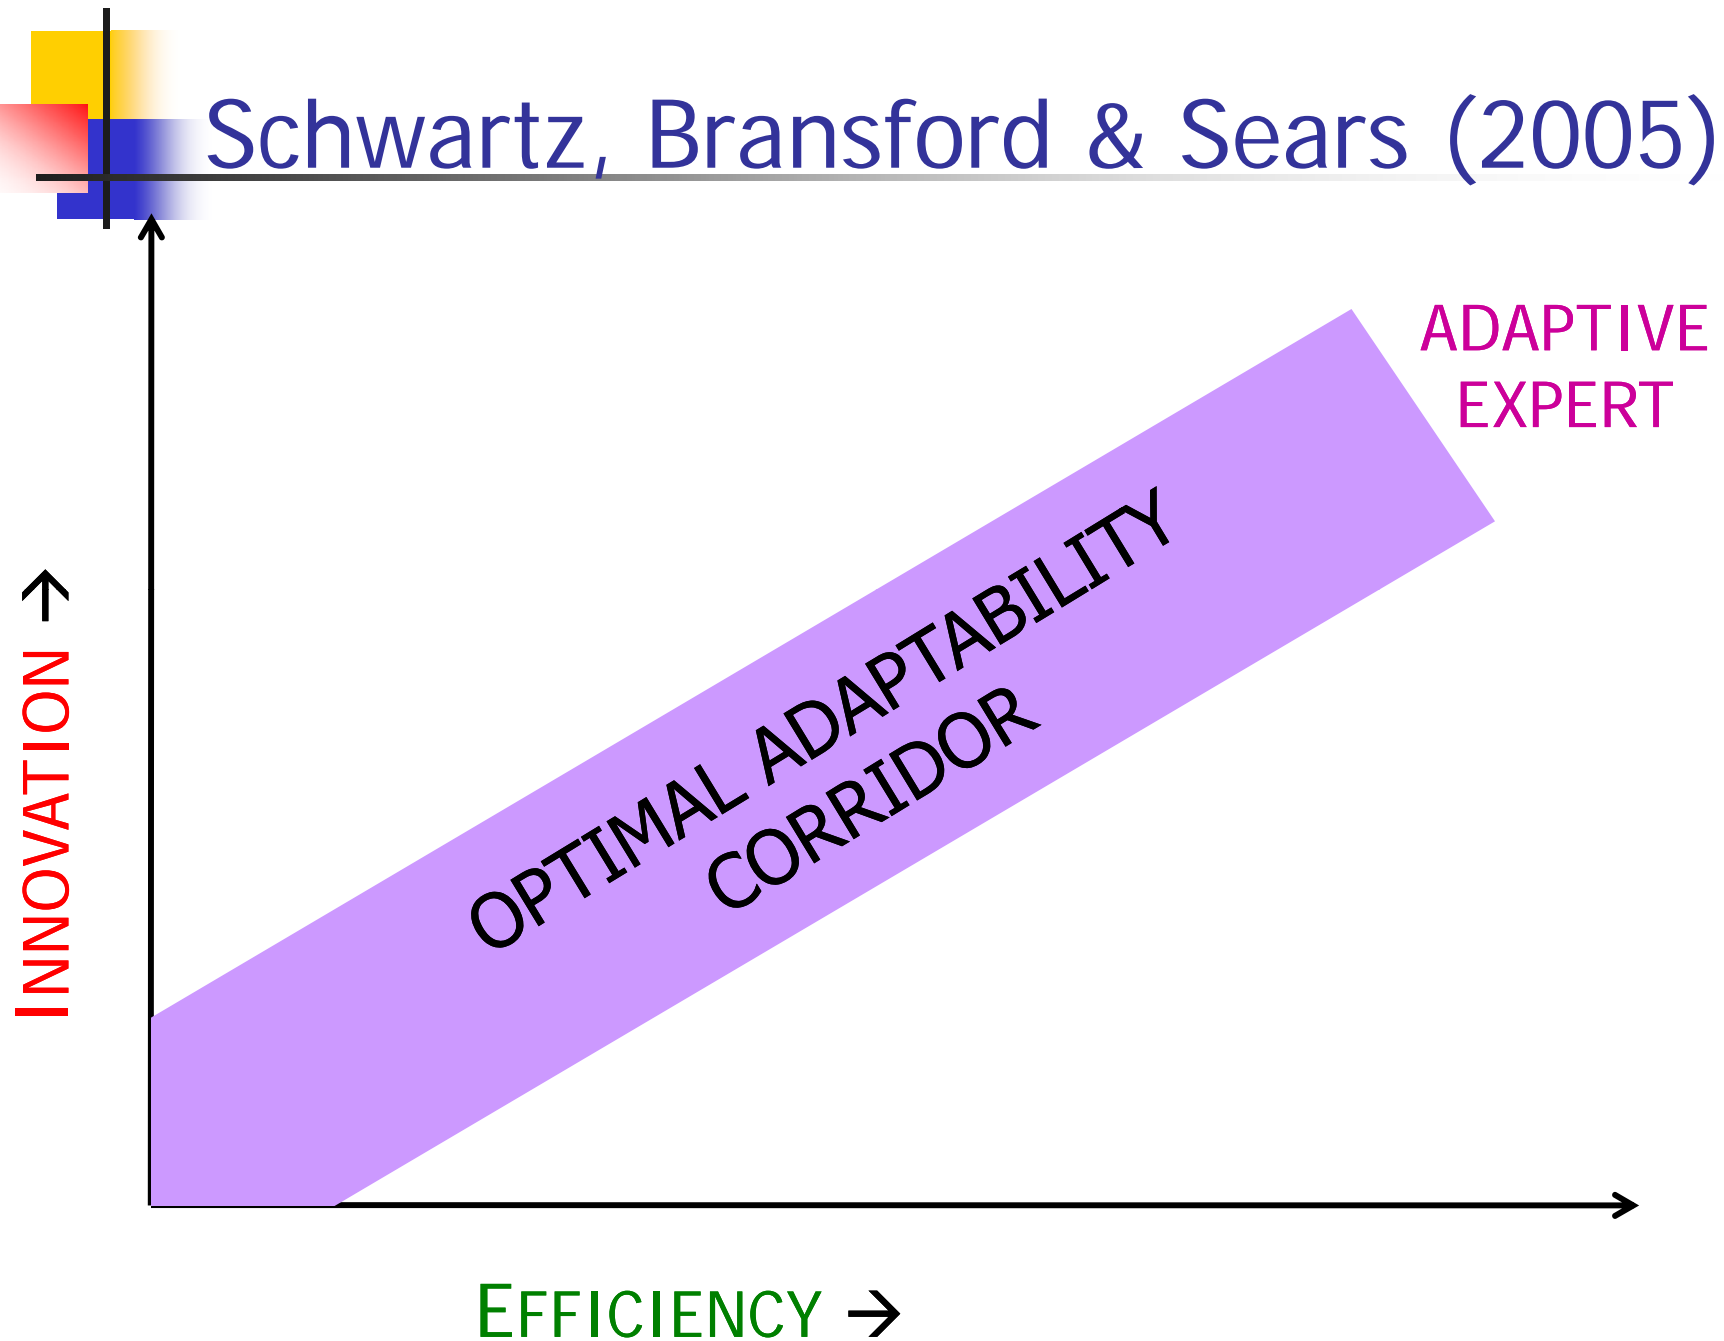 Schwartz, Bransford & Sears (2005)
ADAPTIVE
EXPERT
OPTIMAL ADAPTABILITY
CORRIDOR
INNOVATION →
EFFICIENCY →